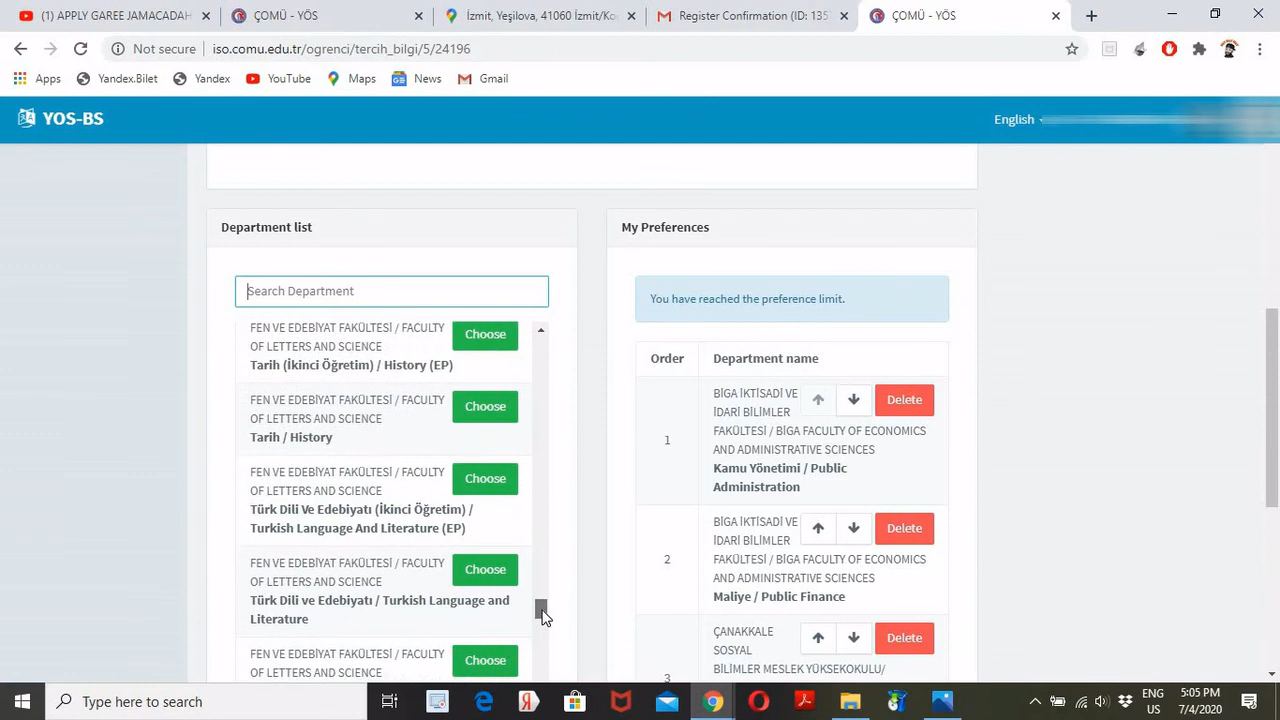 (1) APPLY GAREE JAMACADAH
ÇOMÜ - YÖS
İzmit, Yeşilova, 41060 İzmit/Ko
Register Confirmation (ID: 135
ÇOMÜ - YÖS
Not secure
iso.comu.edu.tr/ogrenci/tercih_bilgi/5/24196
Apps
Yandex.Bilet
Yandex
YouTube
Maps
News
Gmail
YOS-BS
English
Department list
Search Department
FEN VE EDEBİYAT FAKÜLTESİ / FACULTY
OF LETTERS AND SCIENCE
Tarih (İkinci Öğretim) / History (EP)
Choose
FEN VE EDEBİYAT FAKÜLTESİ / FACULTY
OF LETTERS AND SCIENCE
Tarih / History
Choose
FEN VE EDEBİYAT FAKÜLTESİ / FACULTY
OF LETTERS AND SCIENCE
Türk Dili Ve Edebiyatı (İkinci Öğretim) /
Turkish Language And Literature (EP)
Choose
FEN VE EDEBİYAT FAKÜLTESİ / FACULTY
OF LETTERS AND SCIENCE
Türk Dili ve Edebiyatı / Turkish Language and
Literature
Choose
FEN VE EDEBİYAT FAKÜLTESİ / FACULTY
OF LETTERS AND SCIENCE
Choose
My Preferences
You have reached the preference limit.
Order
Department name
1
BİGA İKTİSADİ VE
İDARİ BİLİMLER
FAKÜLTESİ / BİGA FACULTY OF ECONOMICS
AND ADMINISTRATIVE SCIENCES
Kamu Yönetimi / Public
Administration
Delete
2
BİGA İKTİSADİ VE
İDARİ BİLİMLER
FAKÜLTESİ / BİGA FACULTY OF ECONOMICS
AND ADMINISTRATIVE SCIENCES
Maliye / Public Finance
Delete
3
ÇANAKKALE
SOSYAL
BİLİMLER MESLEK YÜKSEKOKULU/
Delete
Type here to search
ENG
US
5:05 PM
7/4/2020